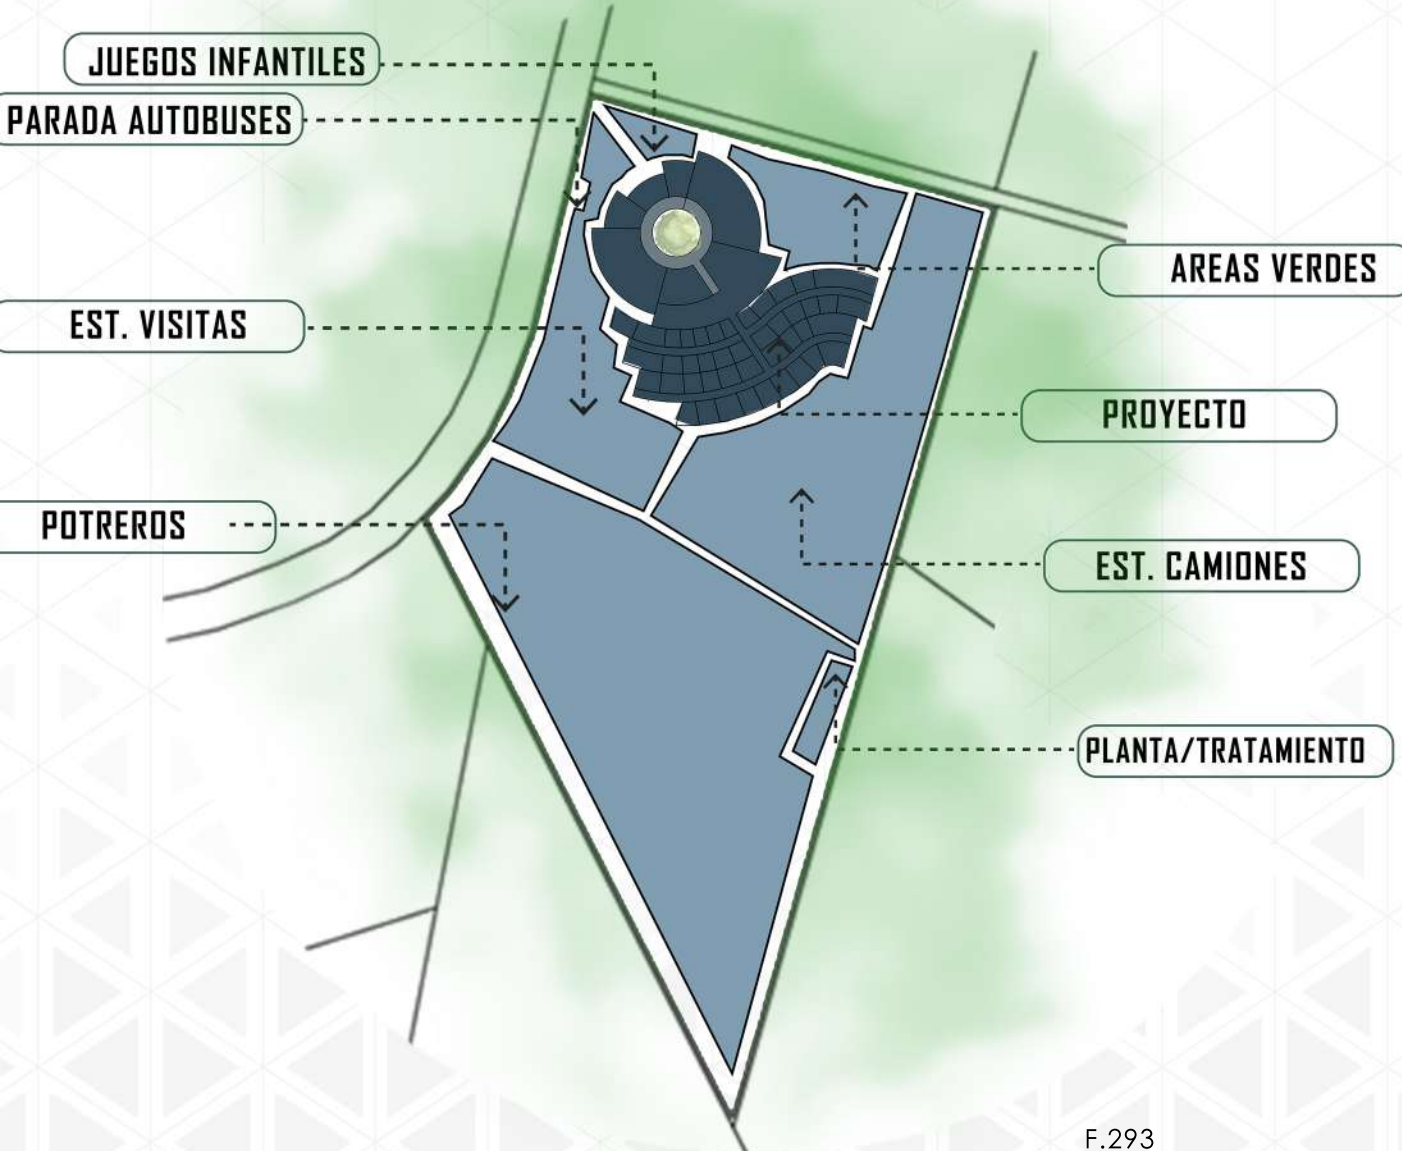 JUEGOS INFANTILES
PARADA AUTOBUSES
AREAS VERDES
EST. VISITAS
PROYECTO
POTREROS
EST. CAMIONES
PLANTA/TRATAMIENTO
F.293